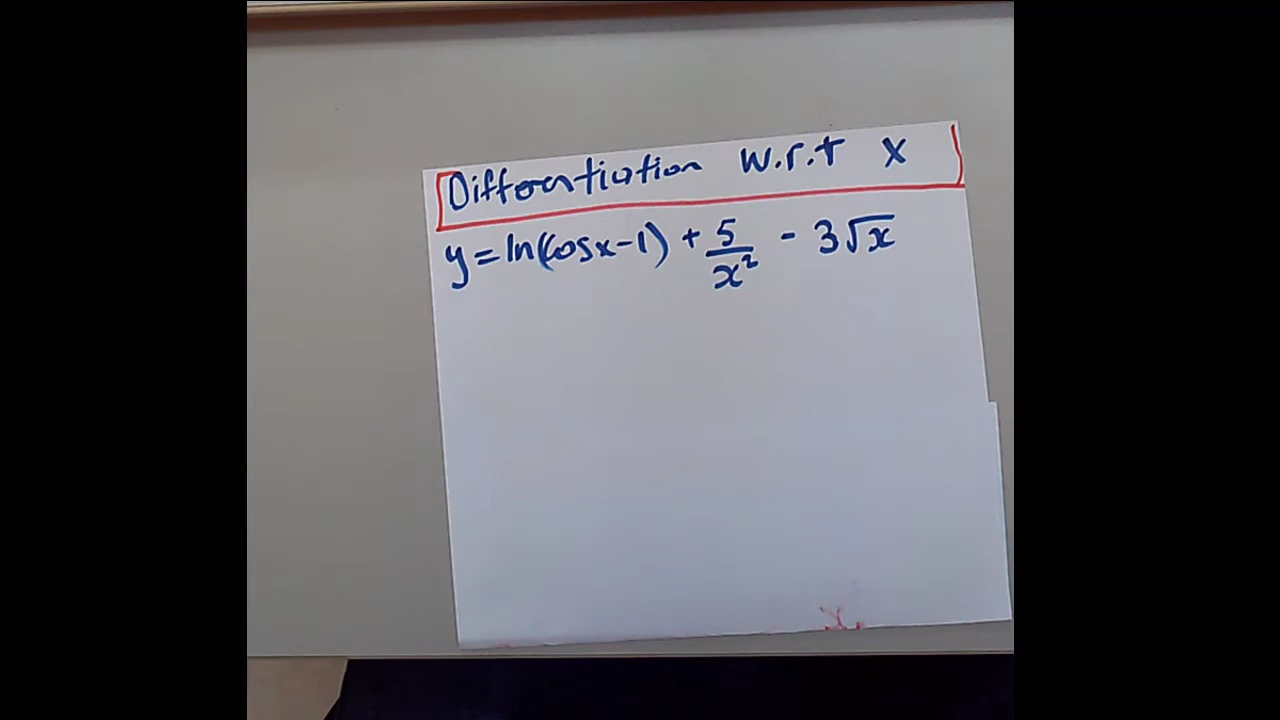 Differentiation w.r.t x
y = ln(cosx-1) + 5/x² - 3√x
x